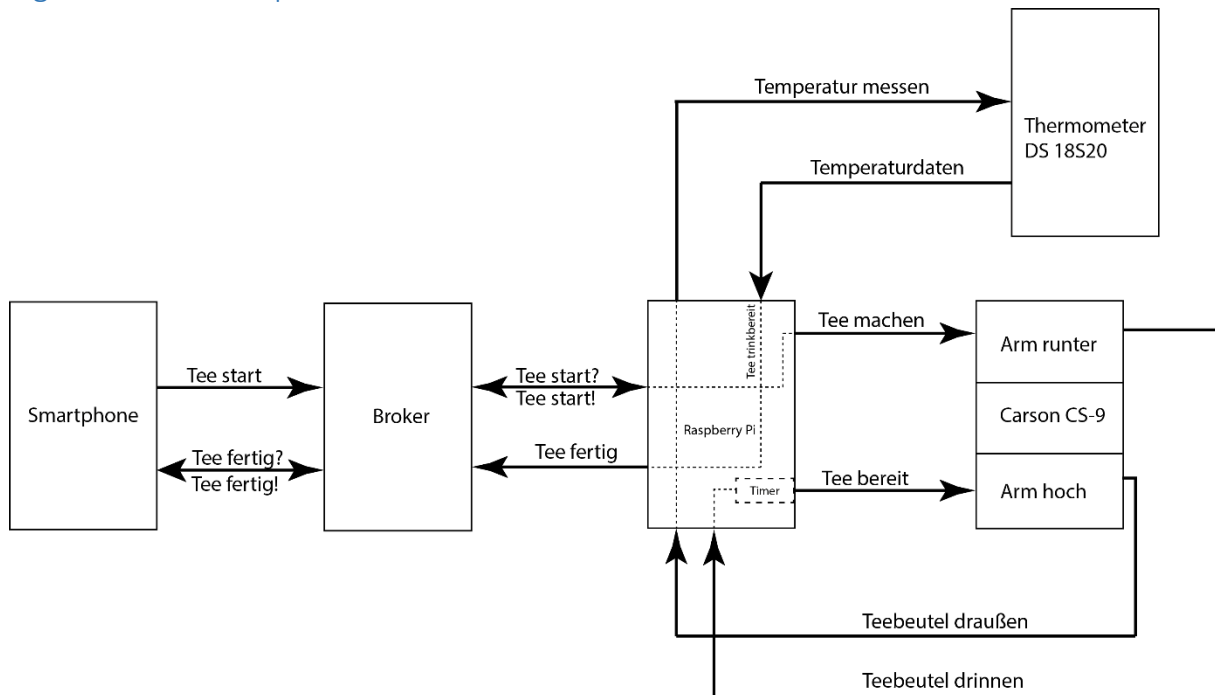 Temperatur messen
Thermometer
DS 18S20
Temperaturdaten
Tee trinkbereit
Tee machen
Arm runter
Tee start
Tee start?
Tee start!
Smartphone
Broker
Raspberry Pi
Carson CS-9
Tee fertig?
Tee fertig!
Tee fertig
Timer
Tee bereit
Arm hoch
Teebeutel draußen
Teebeutel drinnen